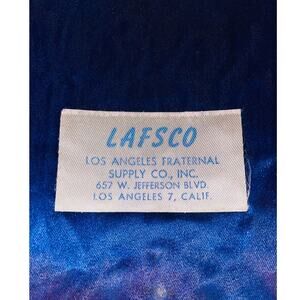 LAFSCO
LOS ANGELES FRATERNAL
SUPPLY CO., INC.
657 W. JEFFERSON BLVD.
LOS ANGELES 7, CALIF.